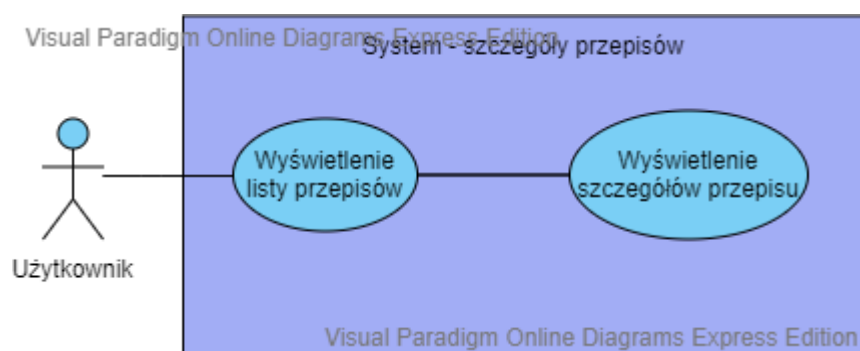 Visual Paradigm Online Diagrams Express Edition
System - szczegóły przepisów
Wyświetlenie
listy przepisów
Wyświetlenie
szczegółów przepisu
Użytkownik
Visual Paradigm Online Diagrams Express Edition